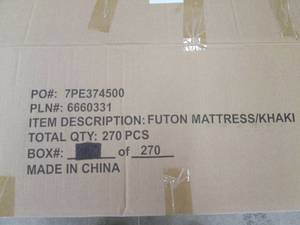 PO#: 7PE374500
PLN#: 6660331
ITEM DESCRIPTION: FUTON MATTRESS/KHAKI
TOTAL QTY: 270 PCS
BOX#: of 270
MADE IN CHINA